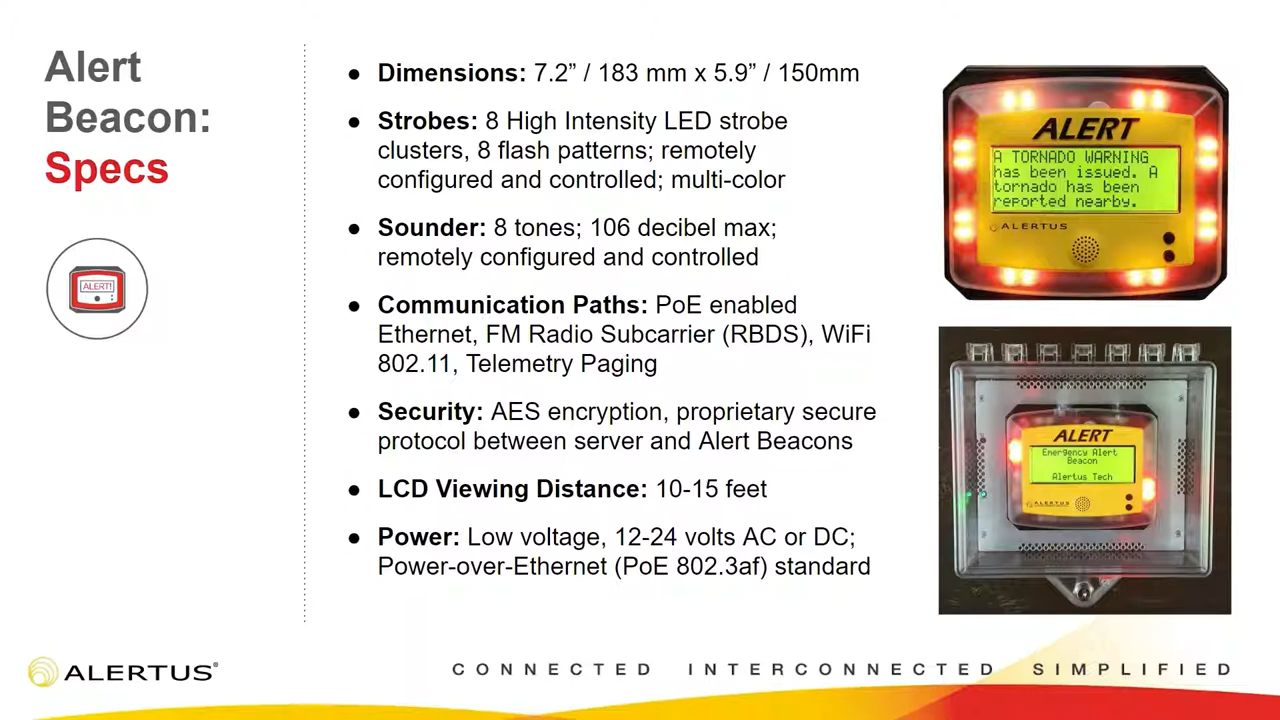 Alert
Beacon:
Specs
ALERT!
● Dimensions: 7.2” / 183 mm x 5.9” / 150mm
● Strobes: 8 High Intensity LED strobe
clusters, 8 flash patterns; remotely
configured and controlled; multi-color
● Sounder: 8 tones; 106 decibel max;
remotely configured and controlled
● Communication Paths: PoE enabled
Ethernet, FM Radio Subcarrier (RBDS), WiFi
802.11, Telemetry Paging
● Security: AES encryption, proprietary secure
protocol between server and Alert Beacons
● LCD Viewing Distance: 10-15 feet
● Power: Low voltage, 12-24 volts AC or DC;
Power-over-Ethernet (PoE 802.3af) standard
ALERT
A TORNADO WARNING
has been issued. A
tornado has been
reported nearby.
ALERTUS
ALERT
Energency Alert
Beacon
Alertus Tech
ALERTUS
ALERTUS®
CONNECTED INTERCONNECTED SIMPLIFIED